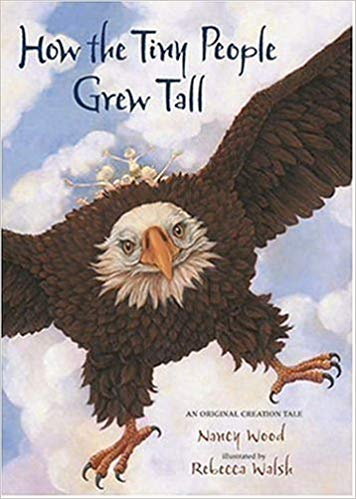 How the Tiny People
Grew Tall
AN ORIGINAL CREATION TALE
Nancy Wood
illustrated by
Rebecca Walsh